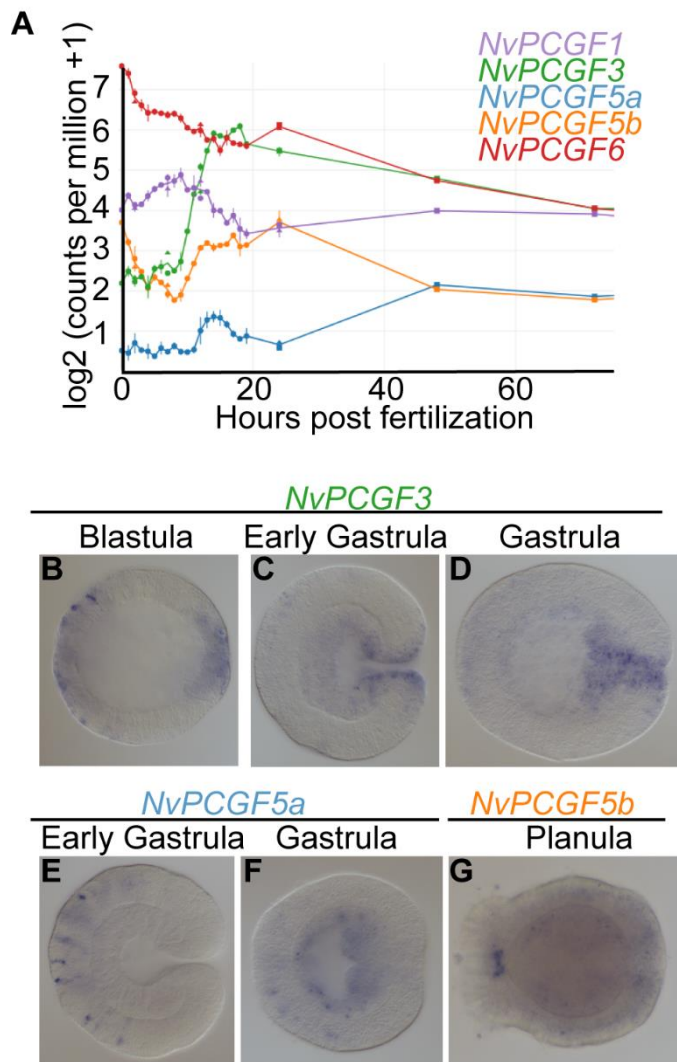 A
NvPCGF1
NvPCGF3
NvPCGF5a
NvPCGF5b
NvPCGF6
log2 (counts per million +1)
7
6
5
4
3
2
1
0 20 40 60
Hours post fertilization
NvPCGF3
Blastula Early Gastrula Gastrula
B C D
NvPCGF5a NvPCGF5b
Early Gastrula Gastrula Planula
E F G